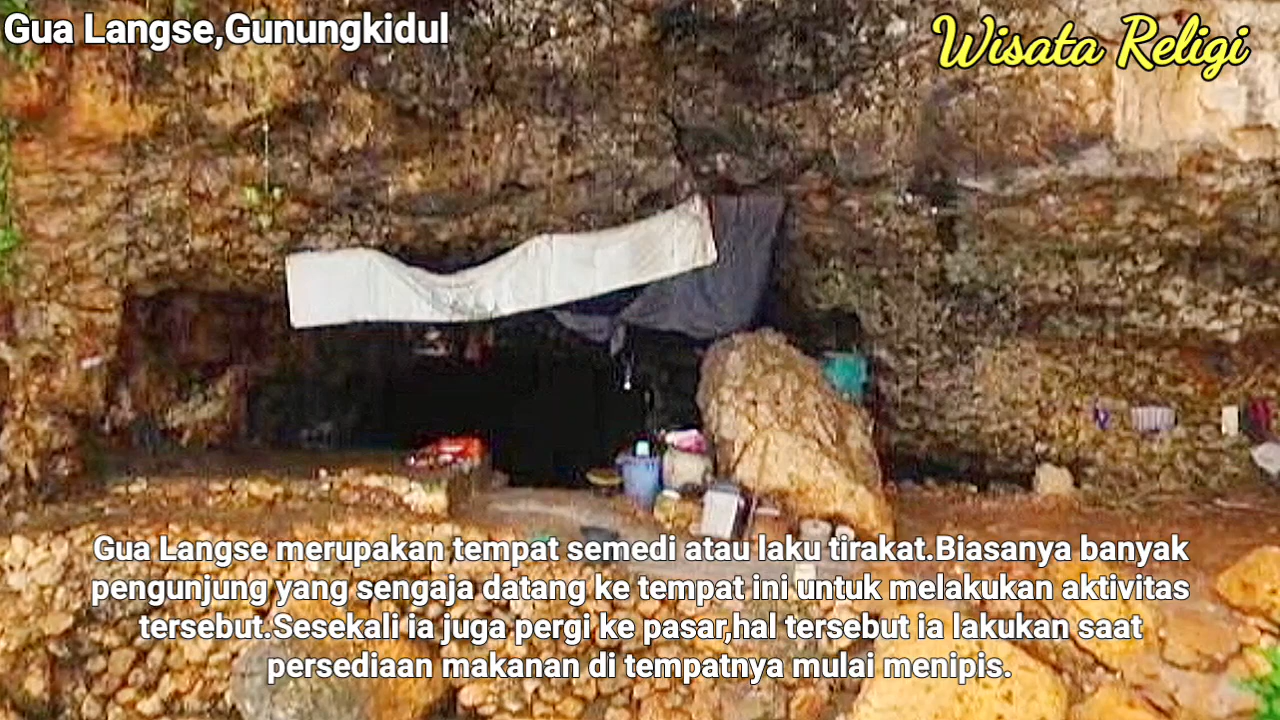 Gua Langse,Gunungkidul
Wisata Religi
Gua Langse merupakan tempat semedi atau laku tirakat.Biasanya banyak
pengunjung yang sengaja datang ke tempat ini untuk melakukan aktivitas
tersebut.Sesekali ia juga pergi ke pasar,hal tersebut ia lakukan saat
persediaan makanan di tempatnya mulai menipis.